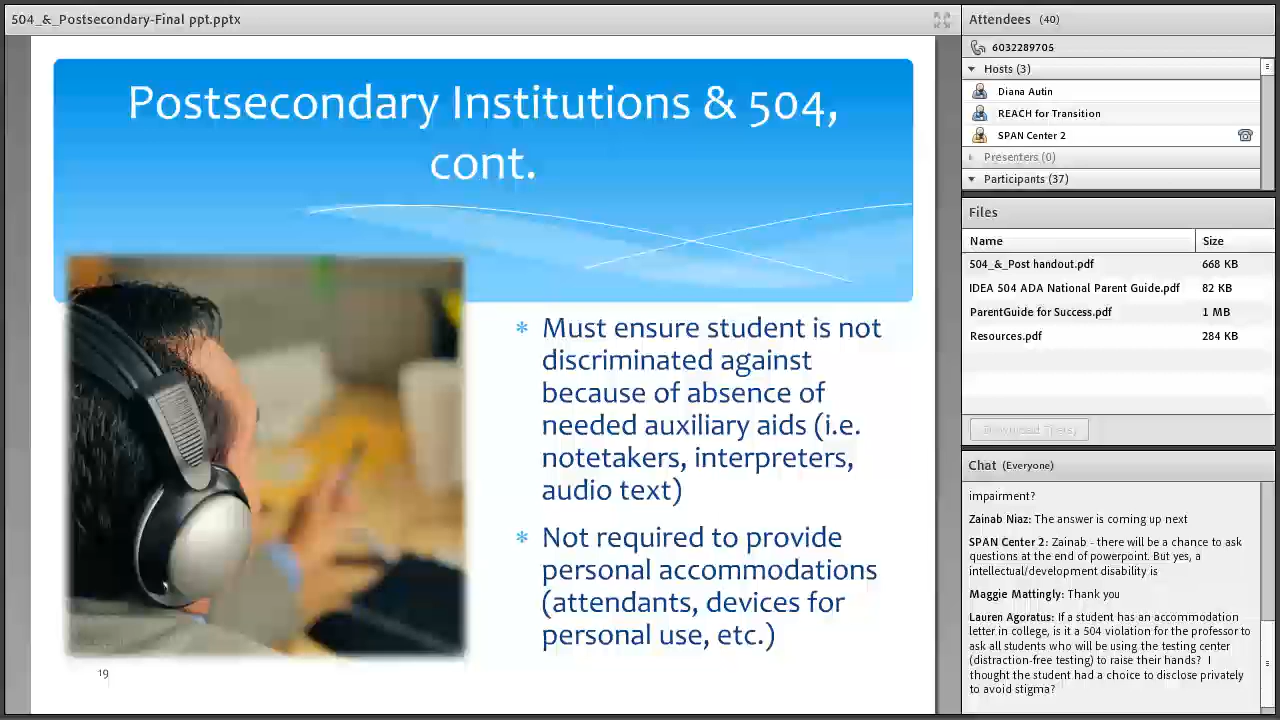 504_&_Postsecondary-Final ppt.pptx
Postsecondary Institutions & 504,
cont.
* Must ensure student is not
discriminated against
because of absence of
needed auxiliary aids (i.e.
notetakers, interpreters,
audio text)
* Not required to provide
personal accommodations
(attendants, devices for
personal use, etc.)
19
Attendees (40)
6032289705
Hosts (3)
Diana Autin
REACH for Transition
SPAN Center 2
Presenters (0)
Participants (37)
Files
Name Size
504_&_Post handout.pdf 668 KB
IDEA 504 ADA National Parent Guide.pdf 82 KB
ParentGuide for Success.pdf 1 MB
Resources.pdf 284 KB
Download File(s)
Chat (Everyone)
impairment?
Zainab Niaz: The answer is coming up next
SPAN Center 2: Zainab - there will be a chance to ask
questions at the end of powerpoint. But yes, a
intellectual/development disability is
Maggie Mattingly: Thank you
Lauren Agoratus: If a student has an accommodation
letter in college, is it a 504 violation for the professor to
ask all students who will be using the testing center
(distraction-free testing) to raise their hands? I
thought the student had a choice to disclose privately
to avoid stigma?